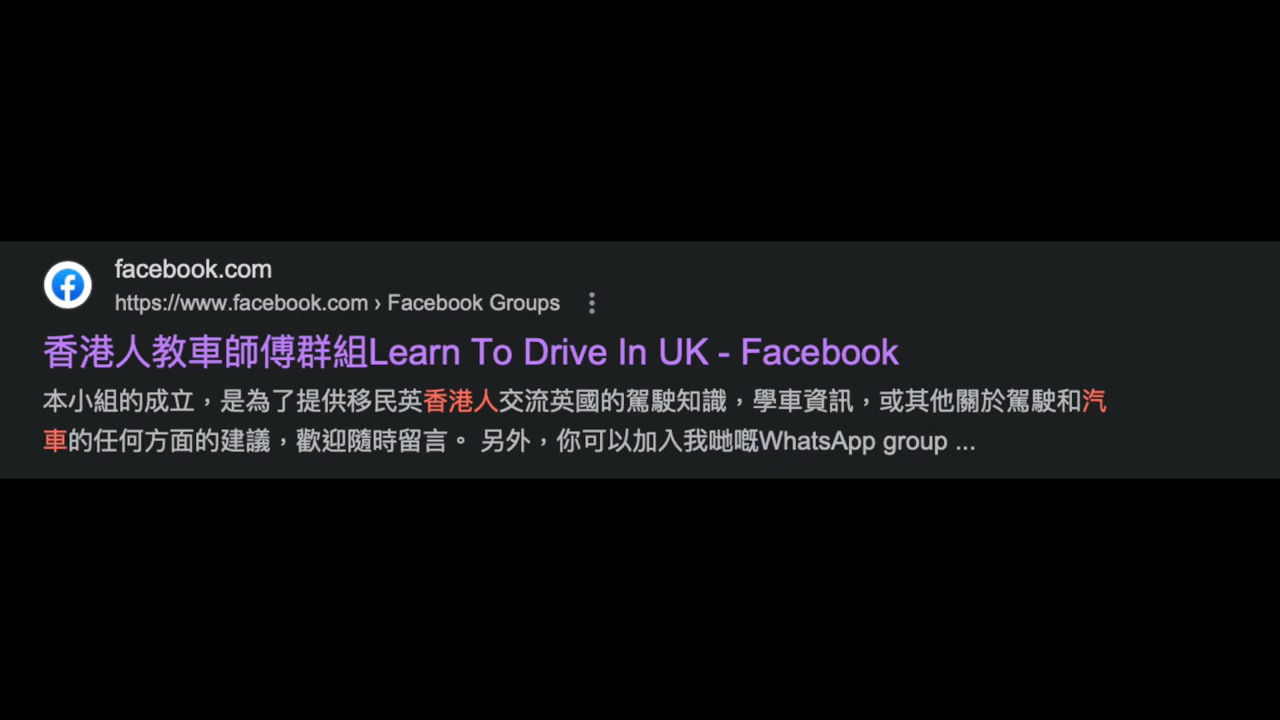 facebook.com
https://www.facebook.com › Facebook Groups
香港人教車師傅群組Learn To Drive In UK - Facebook
本小組的成立，是為了提供移民英香港人交流英國的駕駛知識，學車資訊，或其他關於駕駛和汽
車的任何方面的建議，歡迎隨時留言。 另外，你可以加入我哋嘅WhatsApp group ...